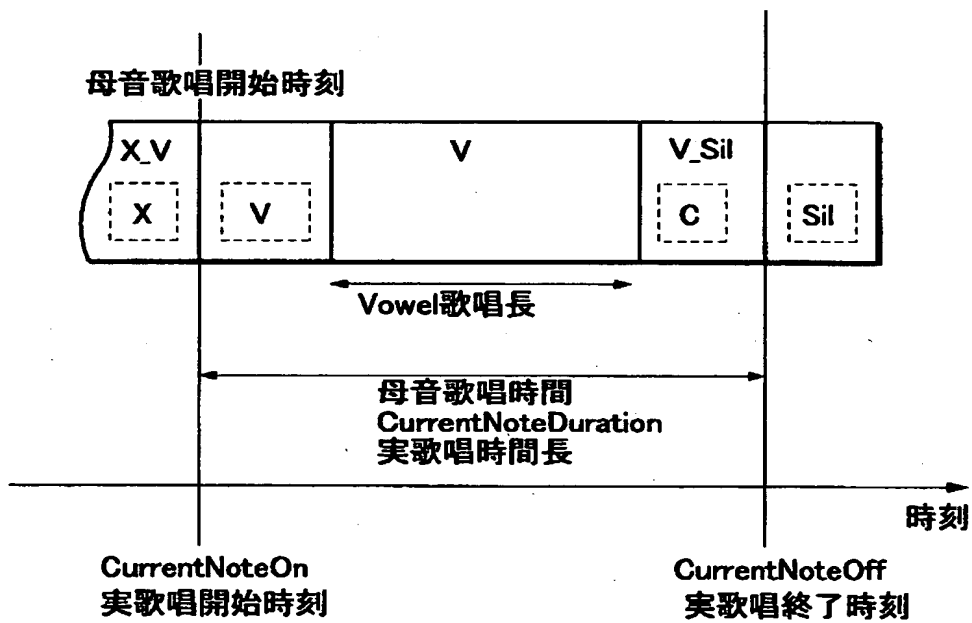 母音歌唱開始時刻
X_V
V
V_Sil
X
V
C
Sil
Vowel歌唱長
母音歌唱時間
CurrentNoteDuration
実歌唱時間長
時刻
CurrentNoteOn
実歌唱開始時刻
CurrentNoteOff
実歌唱終了時刻